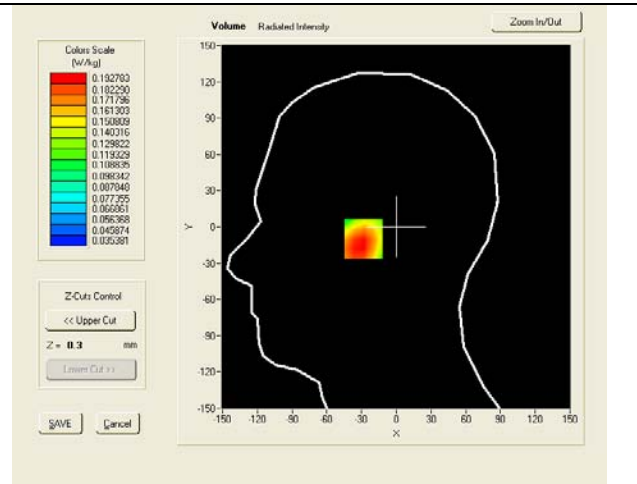 Volume Radiated Intensity
Zoom In/Out
Colors Scale
(W/kg)
0.192783
0.182290
0.171796
0.161303
0.150809
0.140316
0.129822
0.119329
0.108835
0.098342
0.087848
0.077355
0.066861
0.056368
0.045874
0.035381
Z-Cuts Control
<< Upper Cut
Z = 0.3 mm
Lower Cut >>
SAVE Cancel
150
120
90
60
30
0
-30
-60
-90
-120
-150
Y
-150 -120 -90 -60 -30 0 30 60 90 120 150
X